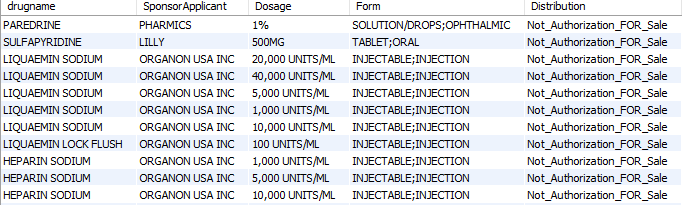 drugname SponsorApplicant Dosage Form Distribution
PAREDRINE PHARMICS 1% SOLUTION/DROPS;OPHTHALMIC Not_Authorization_FOR_Sale
SULFAPYRIDINE LILLY 500MG TABLET;ORAL Not_Authorization_FOR_Sale
LIQUAEMIN SODIUM ORGANON USA INC 20,000 UNITS/ML INJECTABLE;INJECTION Not_Authorization_FOR_Sale
LIQUAEMIN SODIUM ORGANON USA INC 40,000 UNITS/ML INJECTABLE;INJECTION Not_Authorization_FOR_Sale
LIQUAEMIN SODIUM ORGANON USA INC 5,000 UNITS/ML INJECTABLE;INJECTION Not_Authorization_FOR_Sale
LIQUAEMIN SODIUM ORGANON USA INC 1,000 UNITS/ML INJECTABLE;INJECTION Not_Authorization_FOR_Sale
LIQUAEMIN SODIUM ORGANON USA INC 10,000 UNITS/ML INJECTABLE;INJECTION Not_Authorization_FOR_Sale
LIQUAEMIN LOCK FLUSH ORGANON USA INC 100 UNITS/ML INJECTABLE;INJECTION Not_Authorization_FOR_Sale
HEPARIN SODIUM ORGANON USA INC 1,000 UNITS/ML INJECTABLE;INJECTION Not_Authorization_FOR_Sale
HEPARIN SODIUM ORGANON USA INC 5,000 UNITS/ML INJECTABLE;INJECTION Not_Authorization_FOR_Sale
HEPARIN SODIUM ORGANON USA INC 10,000 UNITS/ML INJECTABLE;INJECTION Not_Authorization_FOR_Sale